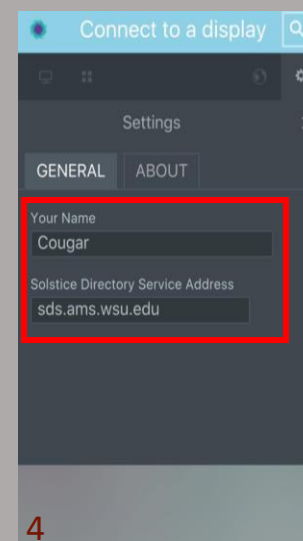 Connect to a display
Settings
GENERAL ABOUT
Your Name
Cougar
Solstice Directory Service Address
sds.ams.wsu.edu
4